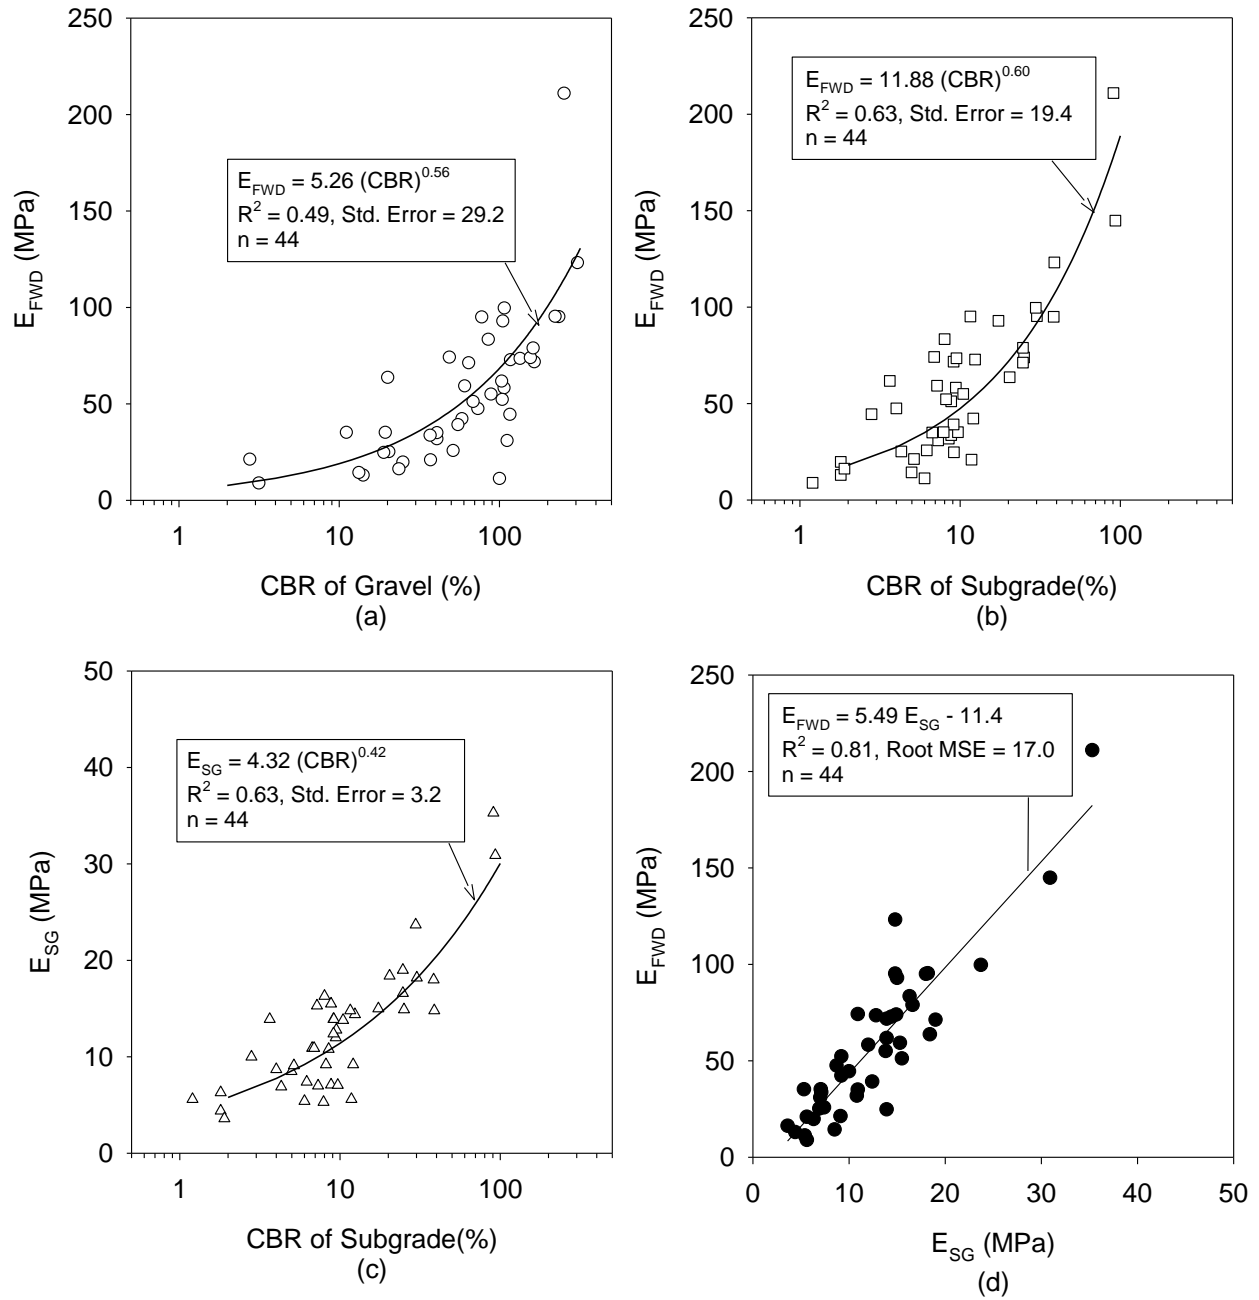 250
200
150
100
50
0
E_FWD (MPa)
E_FWD = 5.26 (CBR)^0.56
R^2 = 0.49, Std. Error = 29.2
n = 44
1 10 100
CBR of Gravel (%)
(a)
250
200
150
100
50
0
E_FWD (MPa)
E_FWD = 11.88 (CBR)^0.60
R^2 = 0.63, Std. Error = 19.4
n = 44
1 10 100
CBR of Subgrade(%)
(b)
50
40
30
20
10
0
E_SG (MPa)
E_SG = 4.32 (CBR)^0.42
R^2 = 0.63, Std. Error = 3.2
n = 44
1 10 100
CBR of Subgrade(%)
(c)
250
200
150
100
50
0
E_FWD (MPa)
E_FWD = 5.49 E_SG - 11.4
R^2 = 0.81, Root MSE = 17.0
n = 44
0 10 20 30 40 50
E_SG (MPa)
(d)